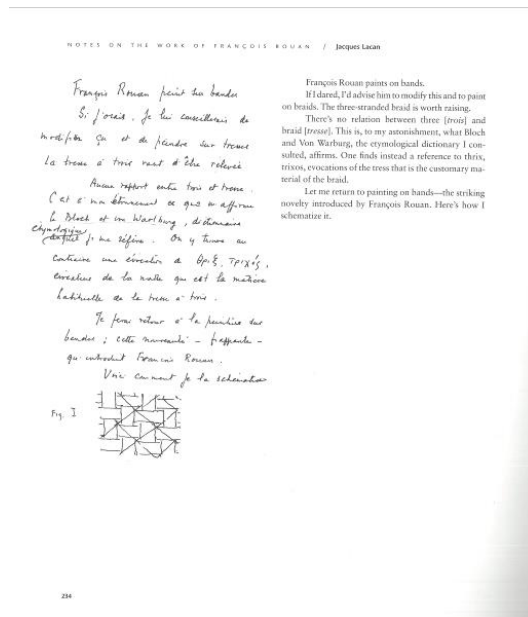 NOTES ON THE WORK OF FRANÇOIS ROUAN / Jacques Lacan
François Rouan peint sur bandes
Si j'osais, je lui conseillerais de
modifier ça et de peindre sur tresses
La tresse à trois vaut d'être relevée
Aucun rapport entre trois et tresse.
C'est à mon étonnement ce que m'affirme
le Bloch et von Wartburg, dictionnaire
étymologique auquel je me réfère. On y trouve au
contraire une évocation à θρίξ, τριχός,
évocation de la natte qui est la matière
habituelle de la tresse à trois.
Je ferai retour à la peinture sur
bandes ; cette nouveauté – frappante –
qu'introduit François Rouan.
Voici comment je la schématise
Fig. I
François Rouan paints on bands.
If I dared, I'd advise him to modify this and to paint
on braids. The three-stranded braid is worth raising.
There's no relation between three [trois] and
braid [tresse]. This is, to my astonishment, what Bloch
and Von Warburg, the etymological dictionary I con-
sulted, affirms. One finds instead a reference to thrix,
trixos, evocations of the tress that is the customary ma-
terial of the braid.
Let me return to painting on bands—the striking
novelty introduced by François Rouan. Here's how I
schematize it.
234